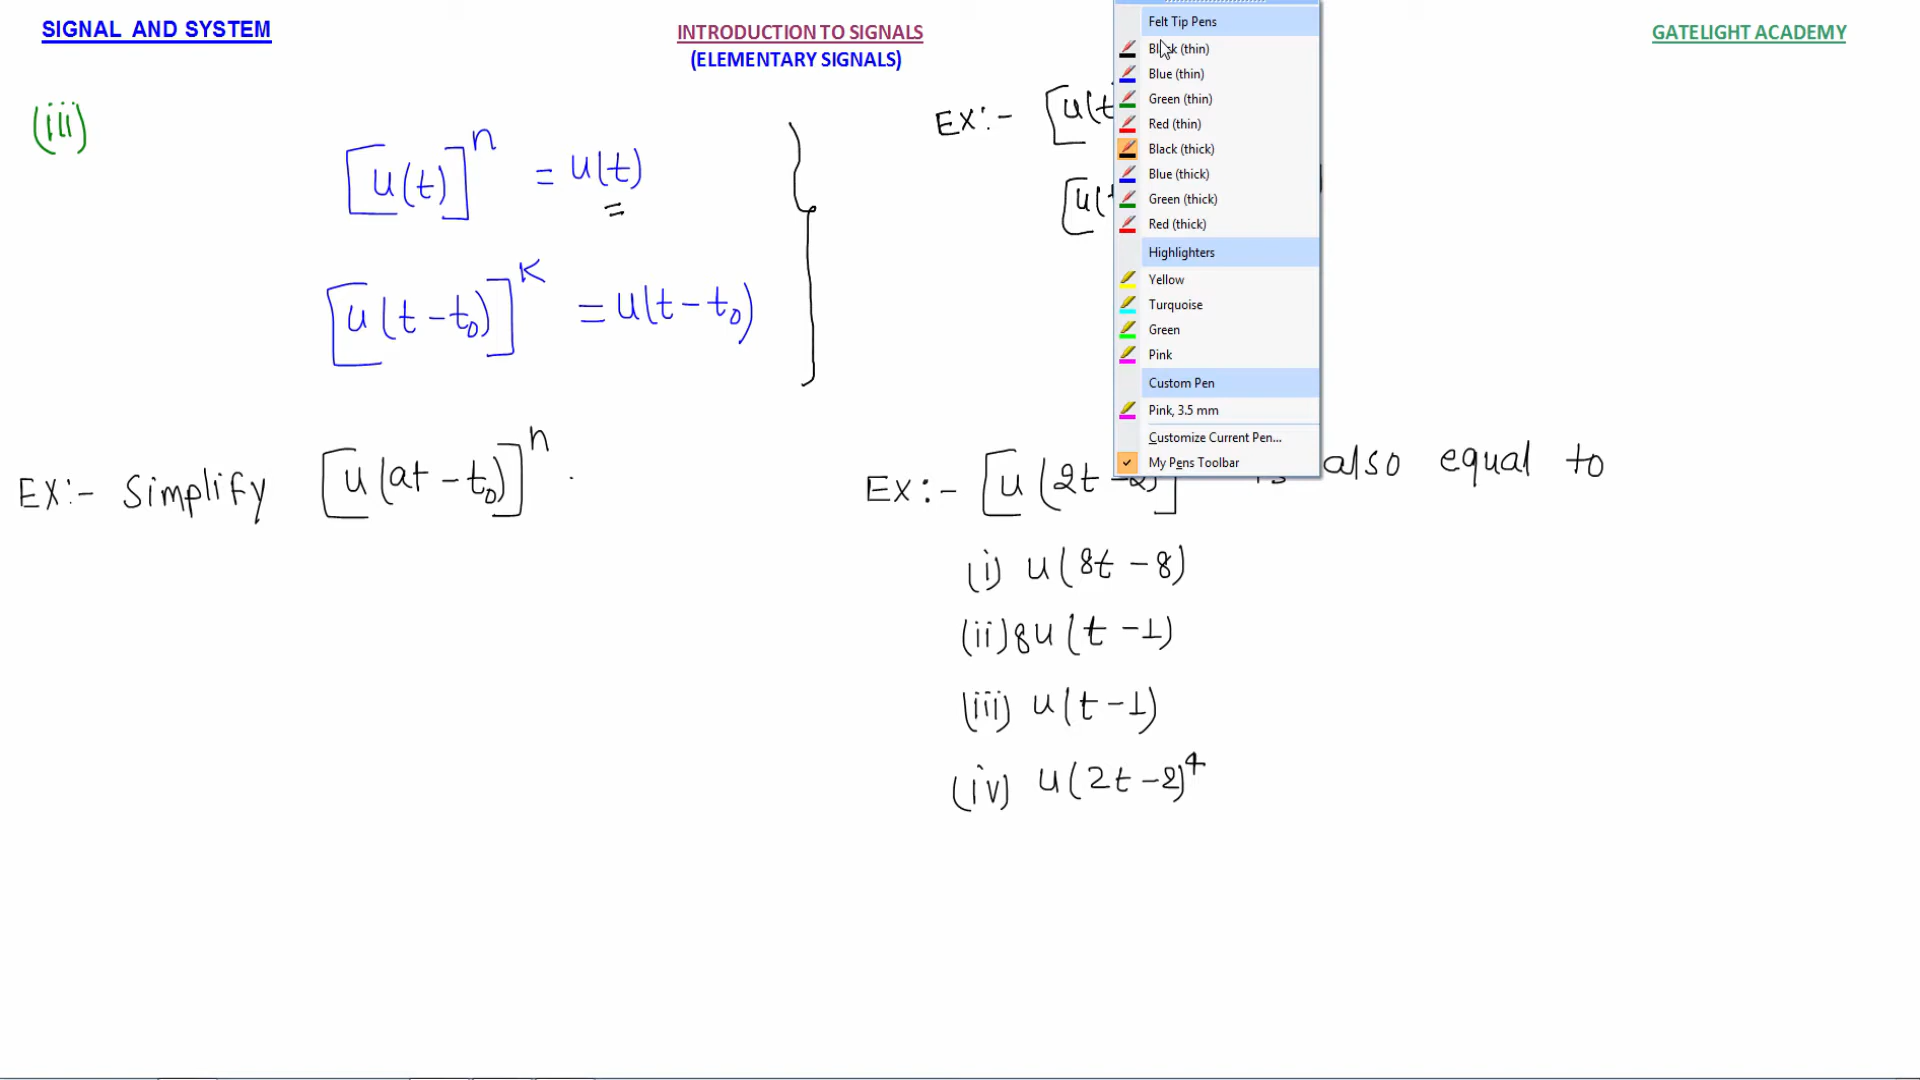 SIGNAL AND SYSTEM
INTRODUCTION TO SIGNALS
(ELEMENTARY SIGNALS)
GATELIGHT ACADEMY
(iii)
[u(t)]^n = u(t)
[u(t-t₀)]^K = u(t-t₀)
EX:- Simplify [u(at-t₀)]^n.
EX:- [u(t
[u(t
Felt Tip Pens
Black (thin)
Blue (thin)
Green (thin)
Red (thin)
Black (thick)
Blue (thick)
Green (thick)
Red (thick)
Highlighters
Yellow
Turquoise
Green
Pink
Custom Pen
Pink, 3.5 mm
Customize Current Pen...
My Pens Toolbar
EX:- [u(2t-2)] is also equal to
(i) u(8t-8)
(ii) 8u(t-1)
(iii) u(t-1)
(iv) u(2t-2)^4